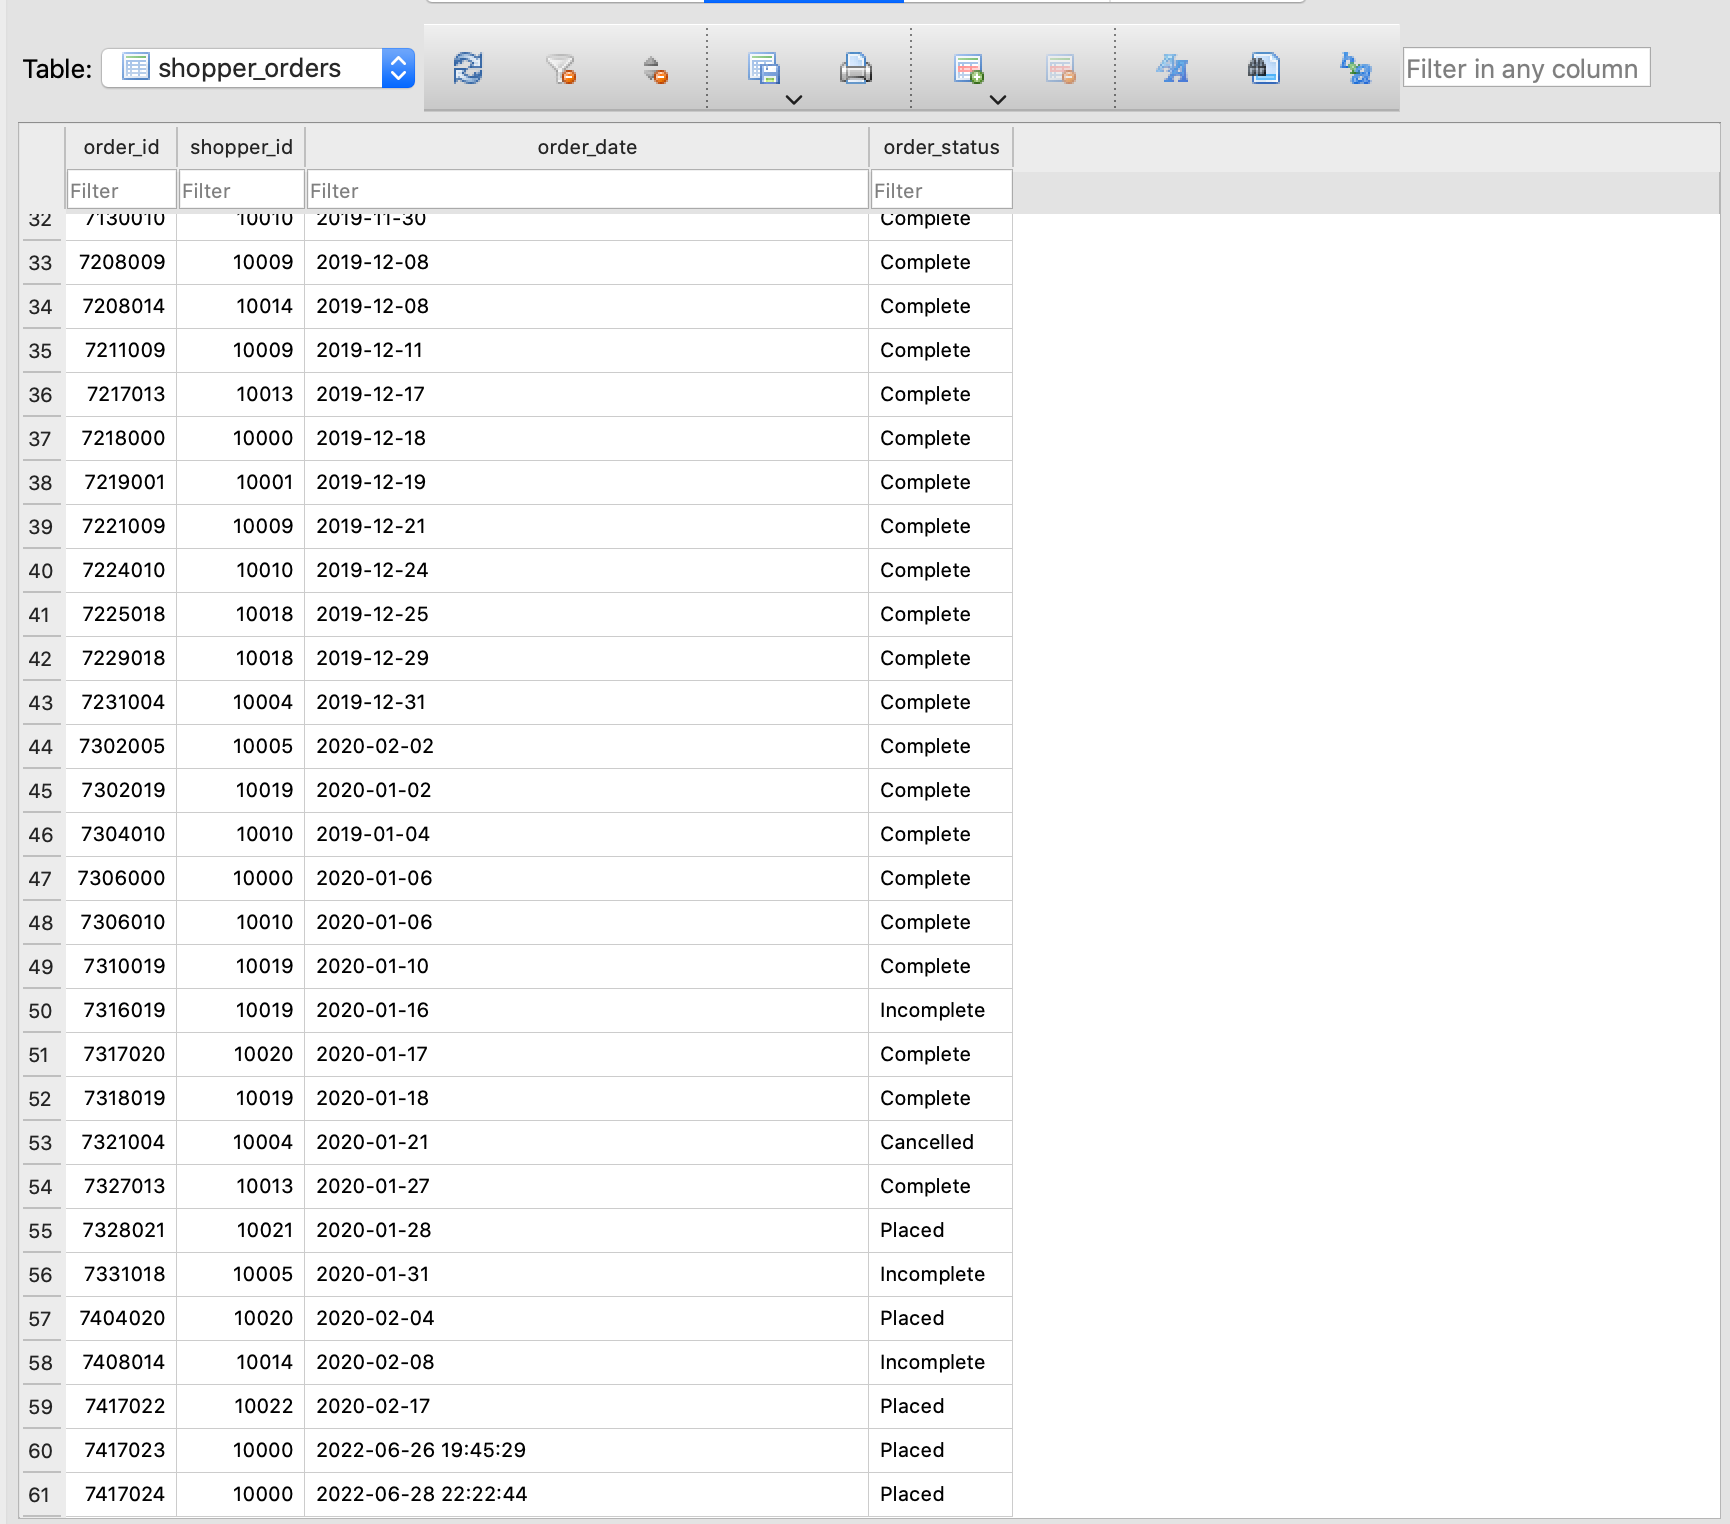 Table: shopper_orders Filter in any column
order_id shopper_id order_date order_status
Filter Filter Filter Filter
32 7130010 10010 2019-11-30 Complete
33 7208009 10009 2019-12-08 Complete
34 7208014 10014 2019-12-08 Complete
35 7211009 10009 2019-12-11 Complete
36 7217013 10013 2019-12-17 Complete
37 7218000 10000 2019-12-18 Complete
38 7219001 10001 2019-12-19 Complete
39 7221009 10009 2019-12-21 Complete
40 7224010 10010 2019-12-24 Complete
41 7225018 10018 2019-12-25 Complete
42 7229018 10018 2019-12-29 Complete
43 7231004 10004 2019-12-31 Complete
44 7302005 10005 2020-02-02 Complete
45 7302019 10019 2020-01-02 Complete
46 7304010 10010 2019-01-04 Complete
47 7306000 10000 2020-01-06 Complete
48 7306010 10010 2020-01-06 Complete
49 7310019 10019 2020-01-10 Complete
50 7316019 10019 2020-01-16 Incomplete
51 7317020 10020 2020-01-17 Complete
52 7318019 10019 2020-01-18 Complete
53 7321004 10004 2020-01-21 Cancelled
54 7327013 10013 2020-01-27 Complete
55 7328021 10021 2020-01-28 Placed
56 7331018 10005 2020-01-31 Incomplete
57 7404020 10020 2020-02-04 Placed
58 7408014 10014 2020-02-08 Incomplete
59 7417022 10022 2020-02-17 Placed
60 7417023 10000 2022-06-26 19:45:29 Placed
61 7417024 10000 2022-06-28 22:22:44 Placed